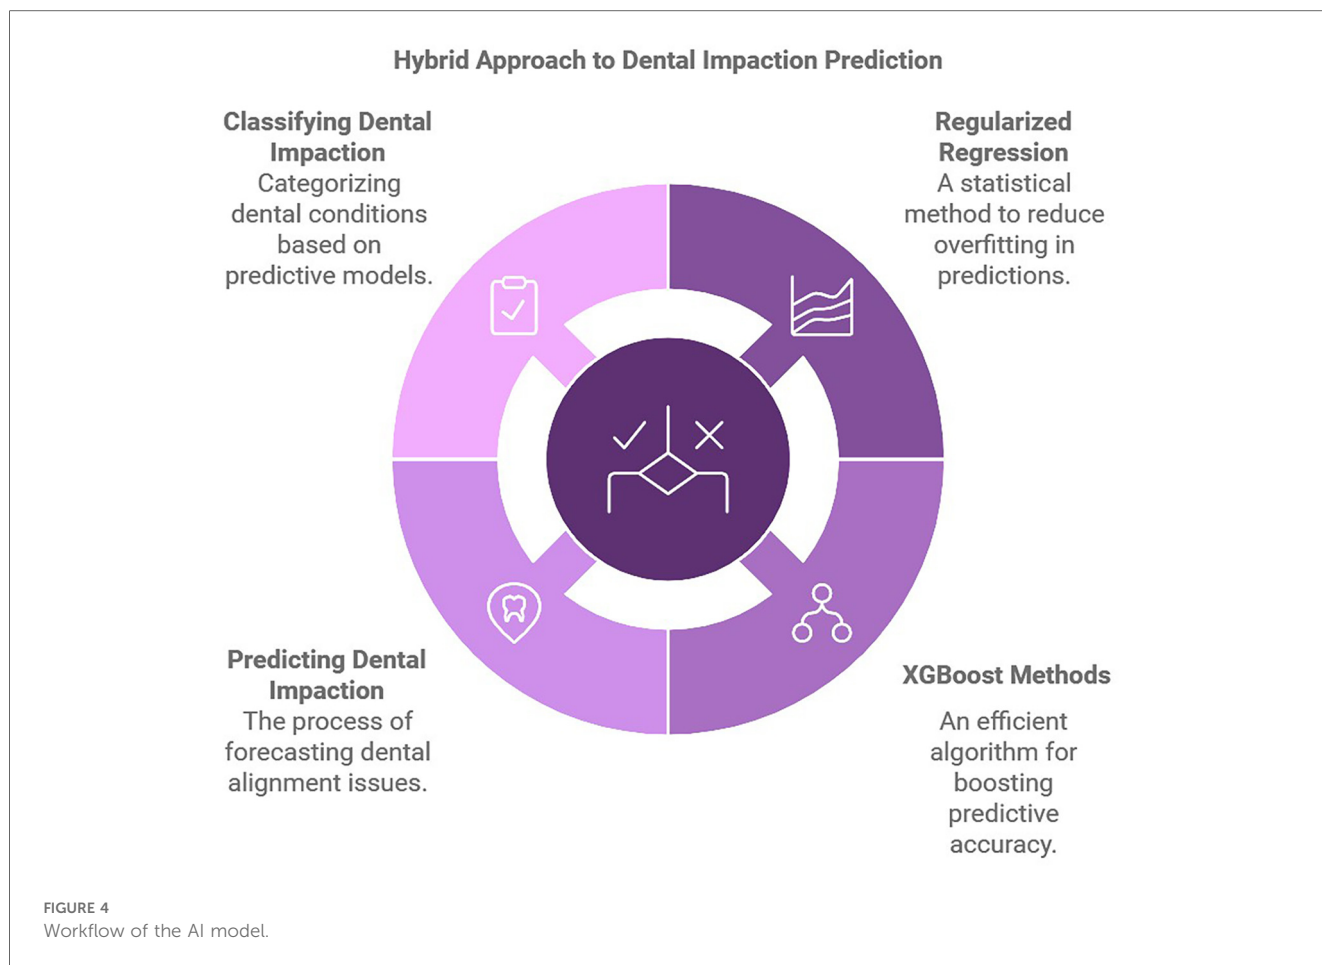 Hybrid Approach to Dental Impaction Prediction
Classifying Dental
Impaction
Categorizing
dental conditions
based on
predictive models.
Regularized
Regression
A statistical
method to reduce
overfitting in
predictions.
Predicting Dental
Impaction
The process of
forecasting dental
alignment issues.
XGBoost Methods
An efficient
algorithm for
boosting
predictive
accuracy.
FIGURE 4
Workflow of the AI model.